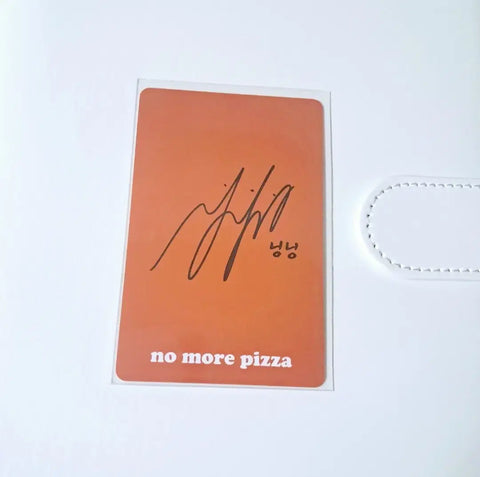 닝닝
no more pizza